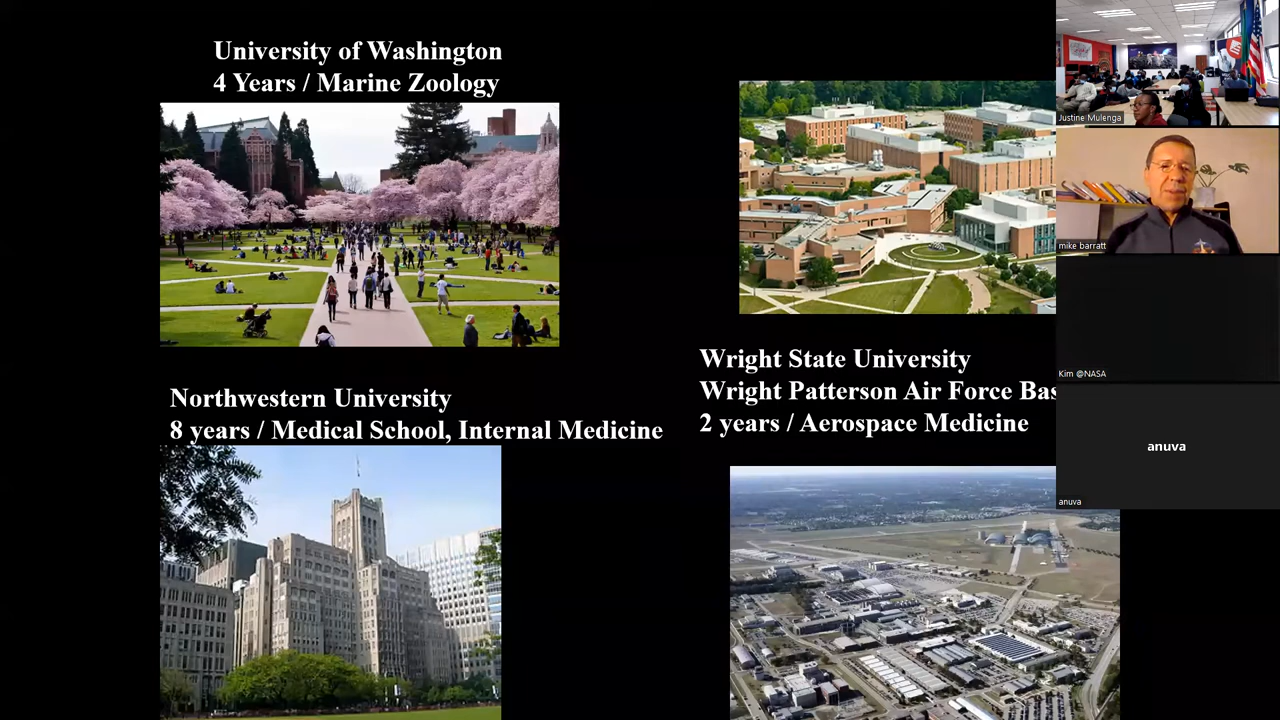 University of Washington
4 Years / Marine Zoology
Northwestern University
8 years / Medical School, Internal Medicine
Wright State University
Wright Patterson Air Force Bas
2 years / Aerospace Medicine
Justine Mulenga
mike barratt
Kim @NASA
anuva
anuva